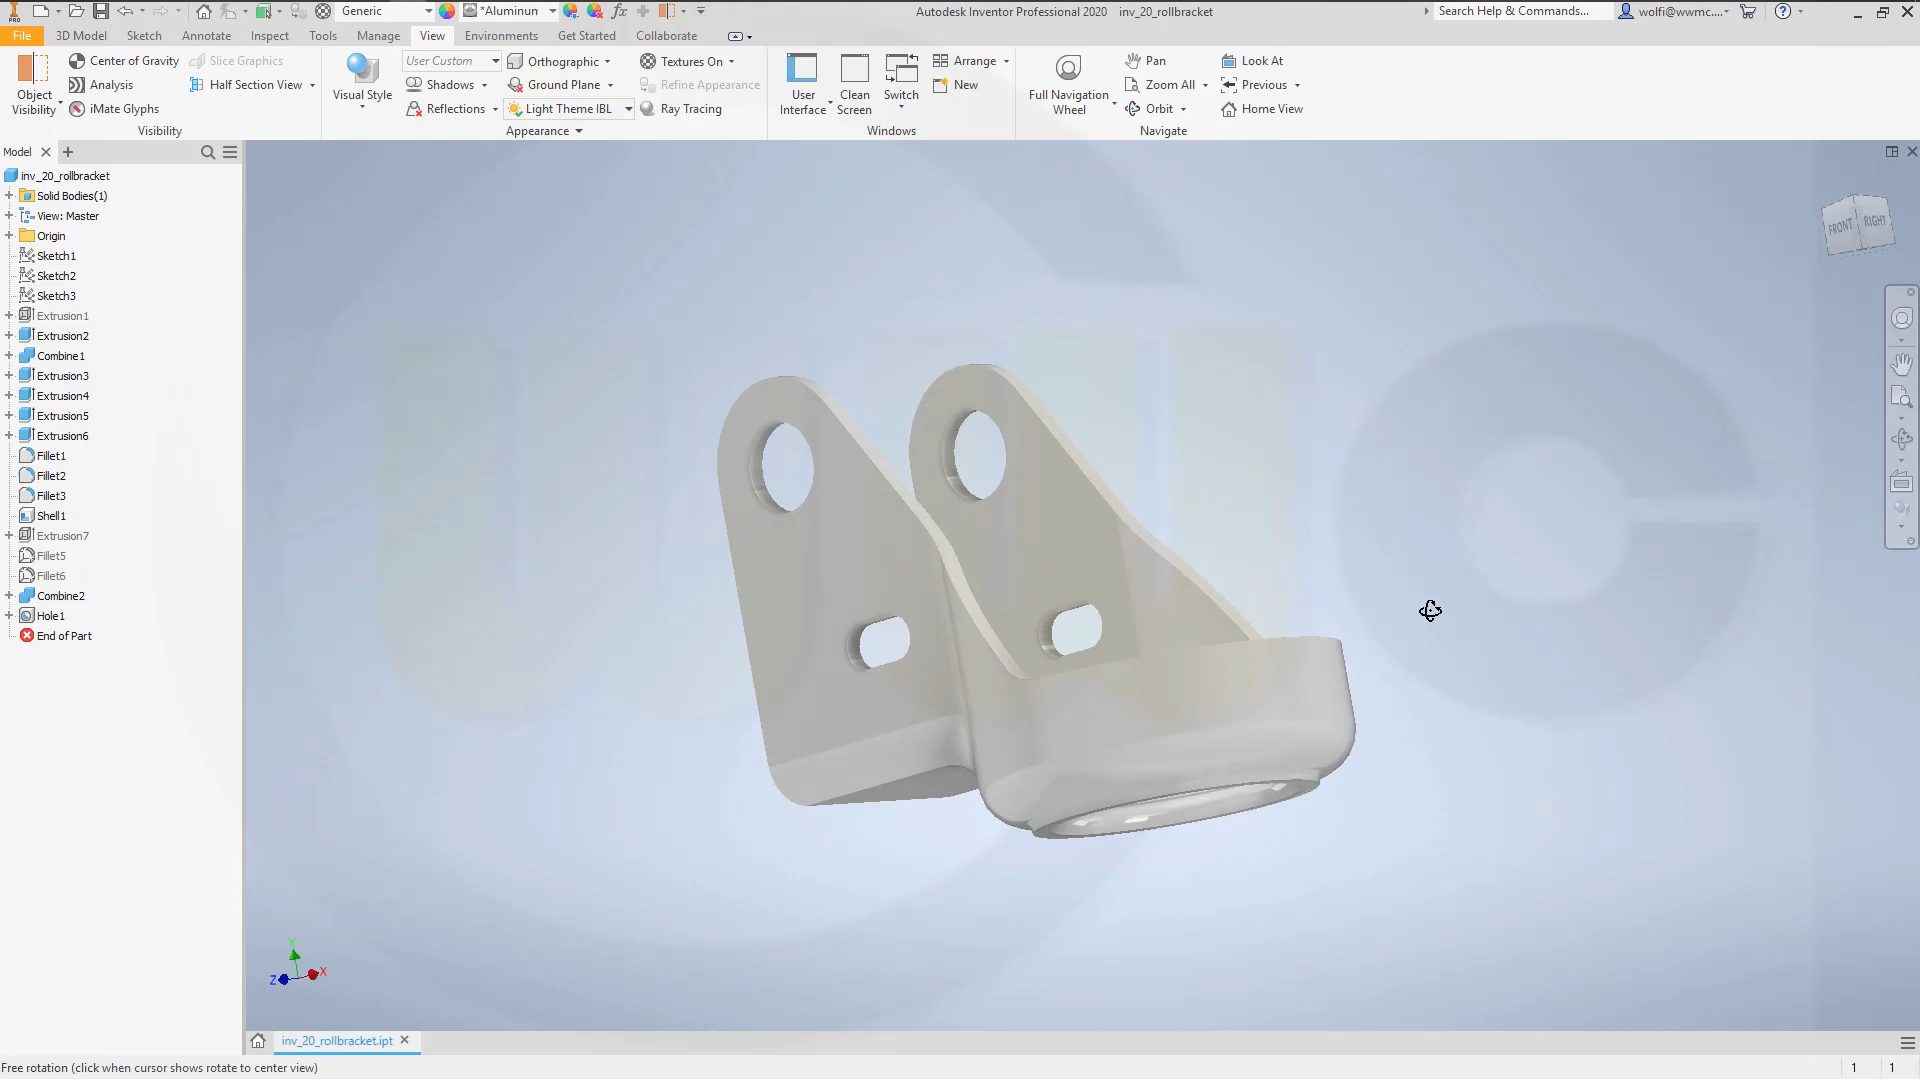 PRO
Generic
*Aluminum
fx
Autodesk Inventor Professional 2020 inv_20_rollbracket
Search Help & Commands...
wolfi@wwmc....
File
3D Model
Sketch
Annotate
Inspect
Tools
Manage
View
Environments
Get Started
Collaborate
Object
Visibility
Center of Gravity
Analysis
iMate Glyphs
Slice Graphics
Half Section View
Visibility
Visual Style
User Custom
Shadows
Reflections
Orthographic
Ground Plane
Light Theme IBL
Textures On
Refine Appearance
Ray Tracing
Appearance
User
Interface
Clean
Screen
Switch
Arrange
New
Windows
Full Navigation
Wheel
Pan
Zoom All
Orbit
Look At
Previous
Home View
Navigate
Model
inv_20_rollbracket
Solid Bodies(1)
View: Master
Origin
Sketch1
Sketch2
Sketch3
Extrusion1
Extrusion2
Combine1
Extrusion3
Extrusion4
Extrusion5
Extrusion6
Fillet1
Fillet2
Fillet3
Shell1
Extrusion7
Fillet5
Fillet6
Combine2
Hole1
End of Part
FRONT
RIGHT
Y
Z
X
inv_20_rollbracket.ipt
Free rotation (click when cursor shows rotate to center view)
1
1